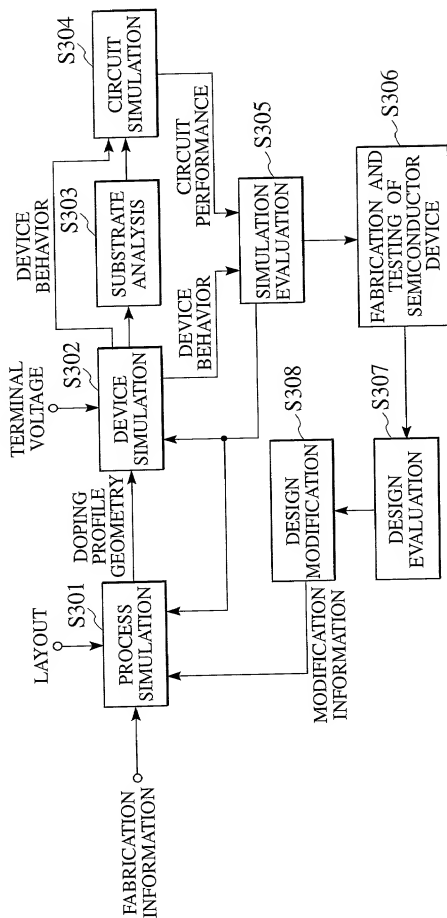 FABRICATION
INFORMATION
LAYOUT
S301
PROCESS
SIMULATION
DOPING
PROFILE
GEOMETRY
TERMINAL
VOLTAGE
S302
DEVICE
SIMULATION
DEVICE
BEHAVIOR
S303
SUBSTRATE
ANALYSIS
S304
CIRCUIT
SIMULATION
DEVICE BEHAVIOR
CIRCUIT
PERFORMANCE
S305
SIMULATION
EVALUATION
S306
FABRICATION AND
TESTING OF
SEMICONDUCTOR
DEVICE
S307
DESIGN
EVALUATION
S308
DESIGN
MODIFICATION
MODIFICATION
INFORMATION